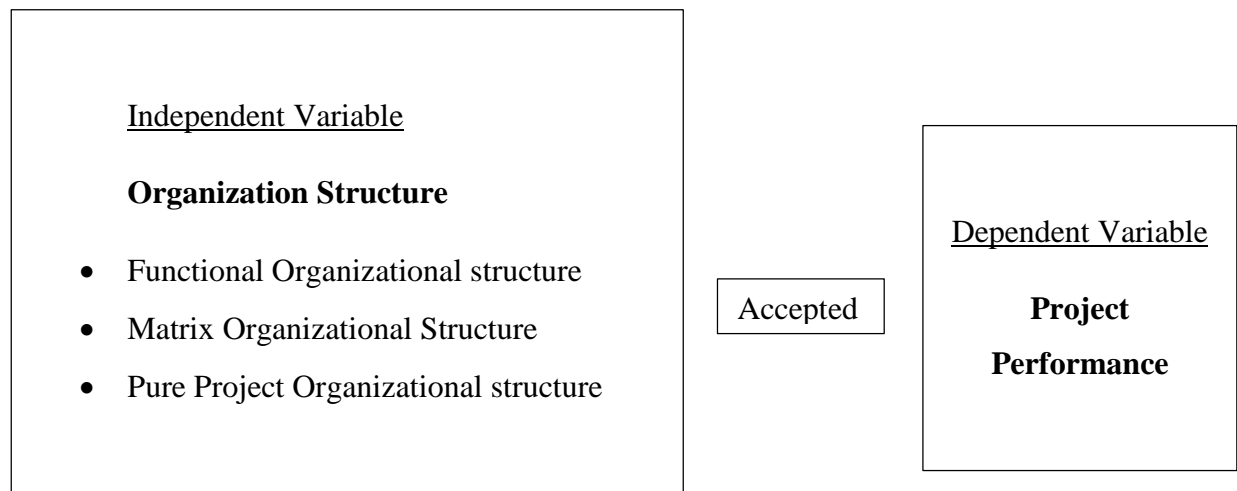 Independent Variable
Organization Structure
• Functional Organizational structure
• Matrix Organizational Structure
• Pure Project Organizational structure
Accepted
Dependent Variable
Project
Performance